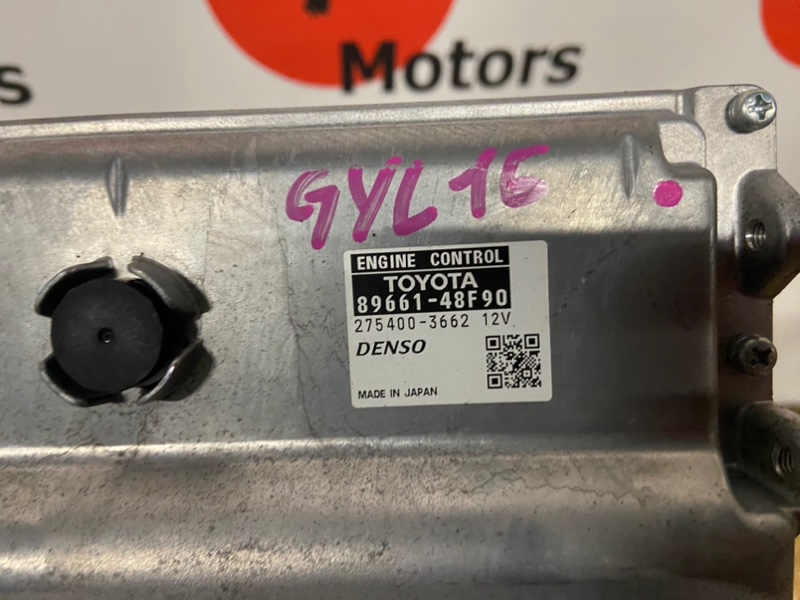 Motors
s
GYL15
ENGINE CONTROL
TOYOTA
89661-48F90
275400-3662 12V
DENSO
MADE IN JAPAN